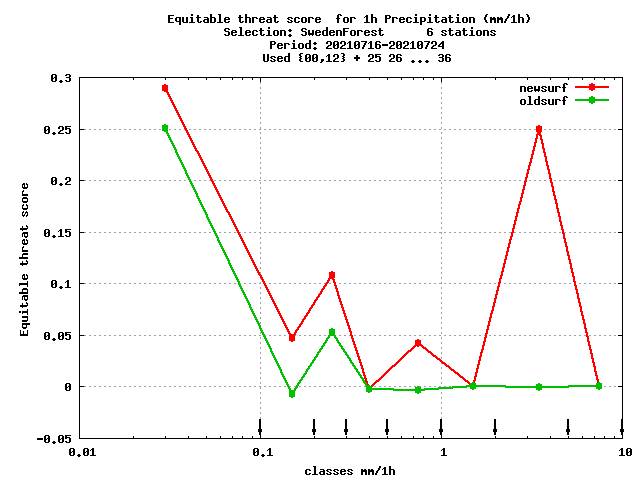 Equitable threat score  for 1h Precipitation (mm/1h)
Selection: SwedenForest      6 stations
Period: 20210716-20210724
Used {00,12} + 25 26 ... 36
newsurf
oldsurf
0.3
0.25
0.2
0.15
0.1
0.05
0
-0.05
Equitable threat score
0.01
0.1
1
10
classes mm/1h